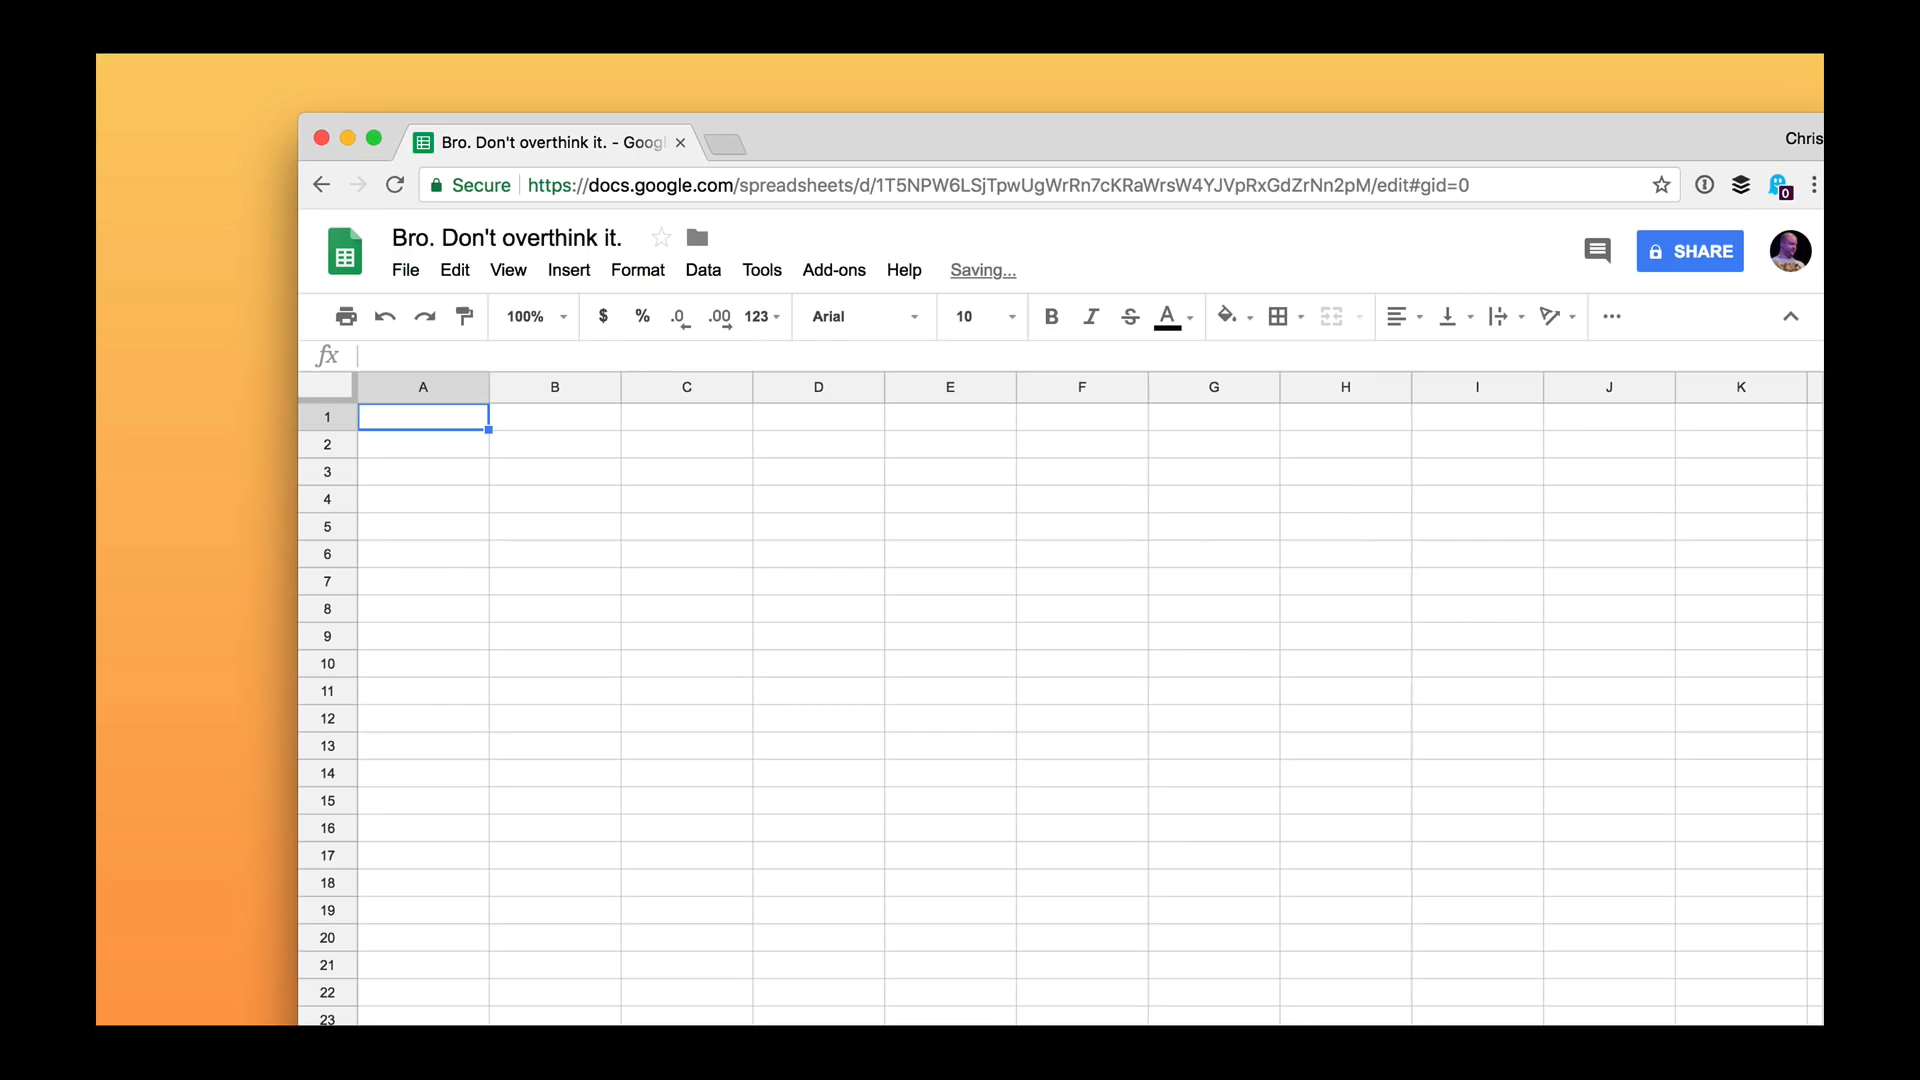 Bro. Don't overthink it. - Goog
Chris
Secure https://docs.google.com/spreadsheets/d/1T5NPW6LSjTpwUgWrRn7cKRaWrsW4YJVpRxGdZrNn2pM/edit#gid=0
0
Bro. Don't overthink it.
File Edit View Insert Format Data Tools Add-ons Help Saving...
SHARE
100% $ % .0 .00 123 Arial 10 B I S A
fx
A B C D E F G H I J K
1
2
3
4
5
6
7
8
9
10
11
12
13
14
15
16
17
18
19
20
21
22
23